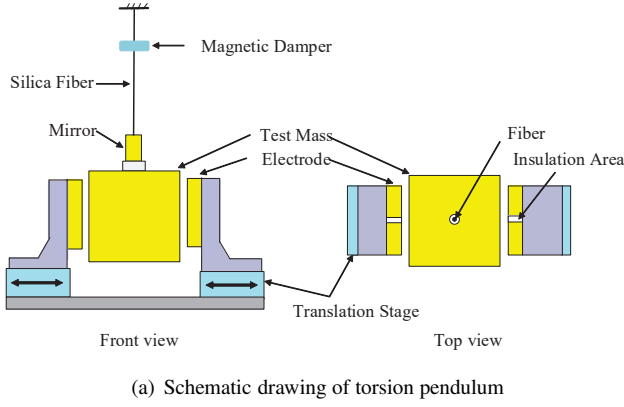 Magnetic Damper
Silica Fiber
Mirror
Test Mass
Electrode
Fiber
Insulation Area
Translation Stage
Front view
Top view
(a) Schematic drawing of torsion pendulum